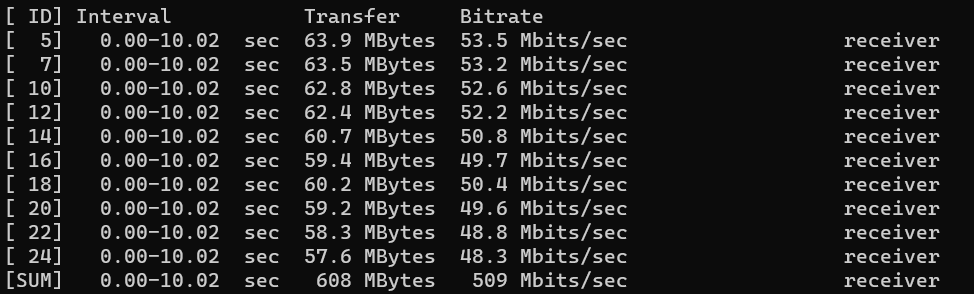 [ ID] Interval           Transfer     Bitrate
[  5]   0.00-10.02  sec  63.9 MBytes  53.5 Mbits/sec                  receiver
[  7]   0.00-10.02  sec  63.5 MBytes  53.2 Mbits/sec                  receiver
[ 10]   0.00-10.02  sec  62.8 MBytes  52.6 Mbits/sec                  receiver
[ 12]   0.00-10.02  sec  62.4 MBytes  52.2 Mbits/sec                  receiver
[ 14]   0.00-10.02  sec  60.7 MBytes  50.8 Mbits/sec                  receiver
[ 16]   0.00-10.02  sec  59.4 MBytes  49.7 Mbits/sec                  receiver
[ 18]   0.00-10.02  sec  60.2 MBytes  50.4 Mbits/sec                  receiver
[ 20]   0.00-10.02  sec  59.2 MBytes  49.6 Mbits/sec                  receiver
[ 22]   0.00-10.02  sec  58.3 MBytes  48.8 Mbits/sec                  receiver
[ 24]   0.00-10.02  sec  57.6 MBytes  48.3 Mbits/sec                  receiver
[SUM]   0.00-10.02  sec   608 MBytes   509 Mbits/sec                  receiver